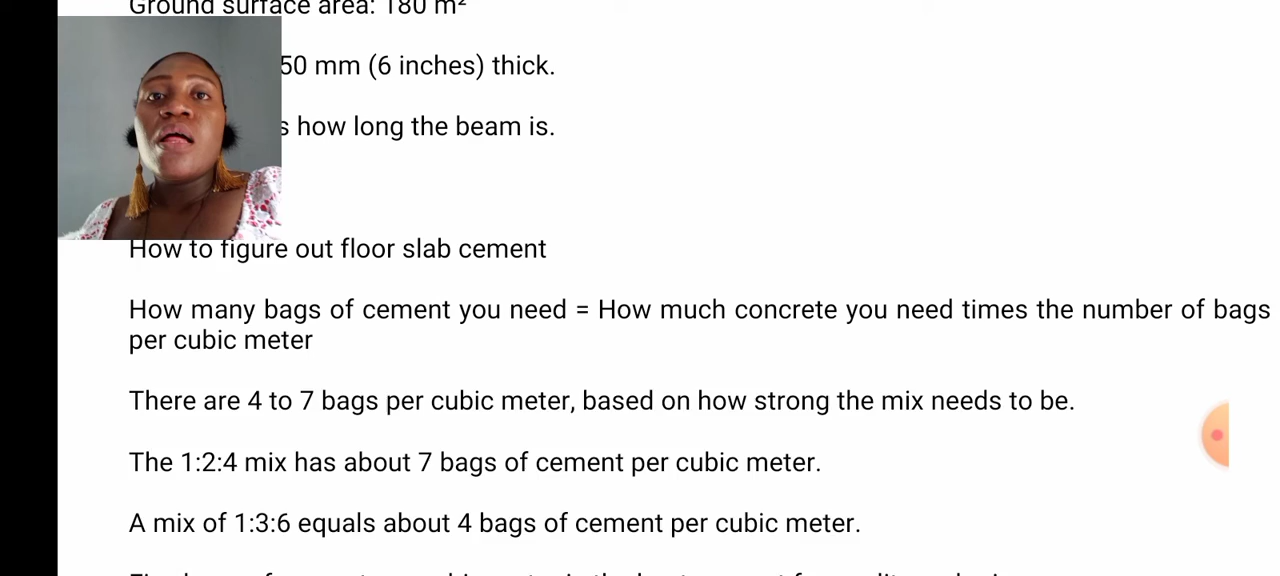 Ground surface area: 180 m²
50 mm (6 inches) thick.
s how long the beam is.
How to figure out floor slab cement
How many bags of cement you need = How much concrete you need times the number of bags
per cubic meter
There are 4 to 7 bags per cubic meter, based on how strong the mix needs to be.
The 1:2:4 mix has about 7 bags of cement per cubic meter.
A mix of 1:3:6 equals about 4 bags of cement per cubic meter.